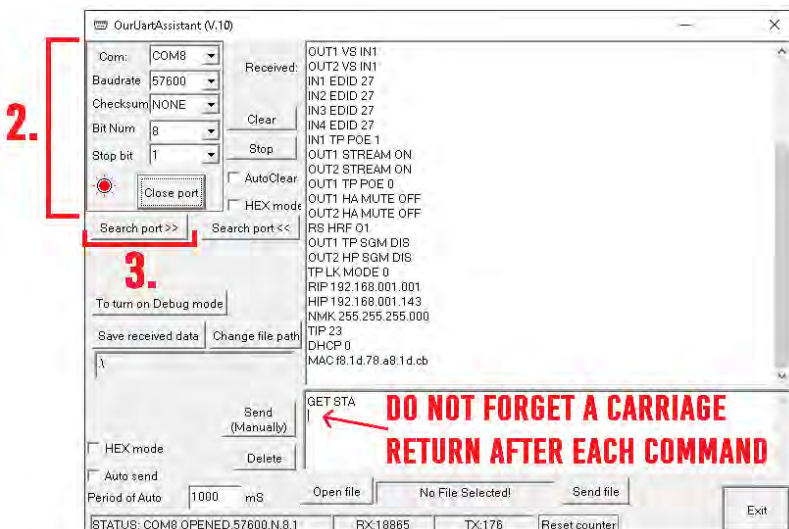 OurUartAssistant (V.10)
2.
Com: COM8
Baudrate 57600
Checksum NONE
Bit Num 8
Stop bit 1
Close port
Search port >>
Search port <<
3.
Received:
Clear
Stop
AutoClear
HEX mode
OUT1 VS IN1
OUT2 VS IN1
IN1 EDID 27
IN2 EDID 27
IN3 EDID 27
IN4 EDID 27
IN1 TP POE 1
OUT1 STREAM ON
OUT2 STREAM ON
OUT1 TP POE 0
OUT1 HA MUTE OFF
OUT2 HA MUTE OFF
RS HRF 01
OUT1 TP SGM DIS
OUT2 HP SGM DIS
TP LK MODE 0
RIP 192.168.001.001
HIP 192.168.001.143
NMK 255.255.255.000
TIP 23
DHCP 0
MAC f8.1d.78.a8.1d.cb
To turn on Debug mode
Save received data
Change file path
.\
GET STA
DO NOT FORGET A CARRIAGE
RETURN AFTER EACH COMMAND
Send
(Manually)
HEX mode
Delete
Auto send
Period of Auto 1000 mS
Open file
No File Selected!
Send file
Exit
STATUS: COM8 OPENED,57600,N,8,1
RX:18865
TX:176
Reset counter